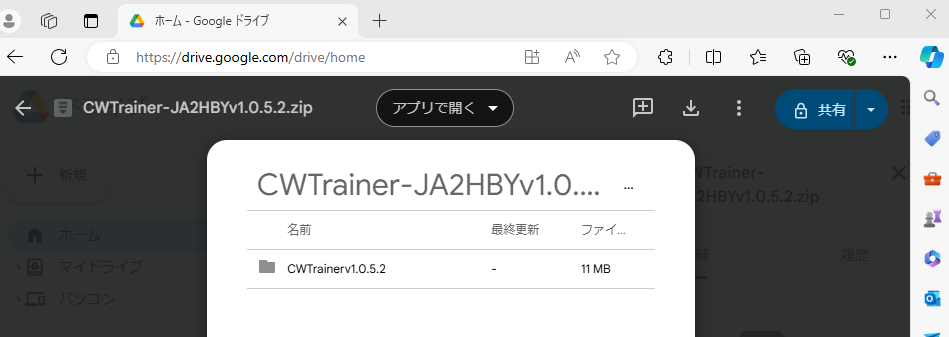 ホーム - Google ドライブ
https://drive.google.com/drive/home
CWTrainer-JA2HBYv1.0.5.2.zip
アプリで開く
共有
新規
ホーム
マイドライブ
パソコン
CWTrainer-JA2HBYv1.0....
名前 最終更新 ファイ...
CWTrainerv1.0.5.2 - 11 MB
W Trainer-
A2HBYv1.0.5.2.zip
細 履歴